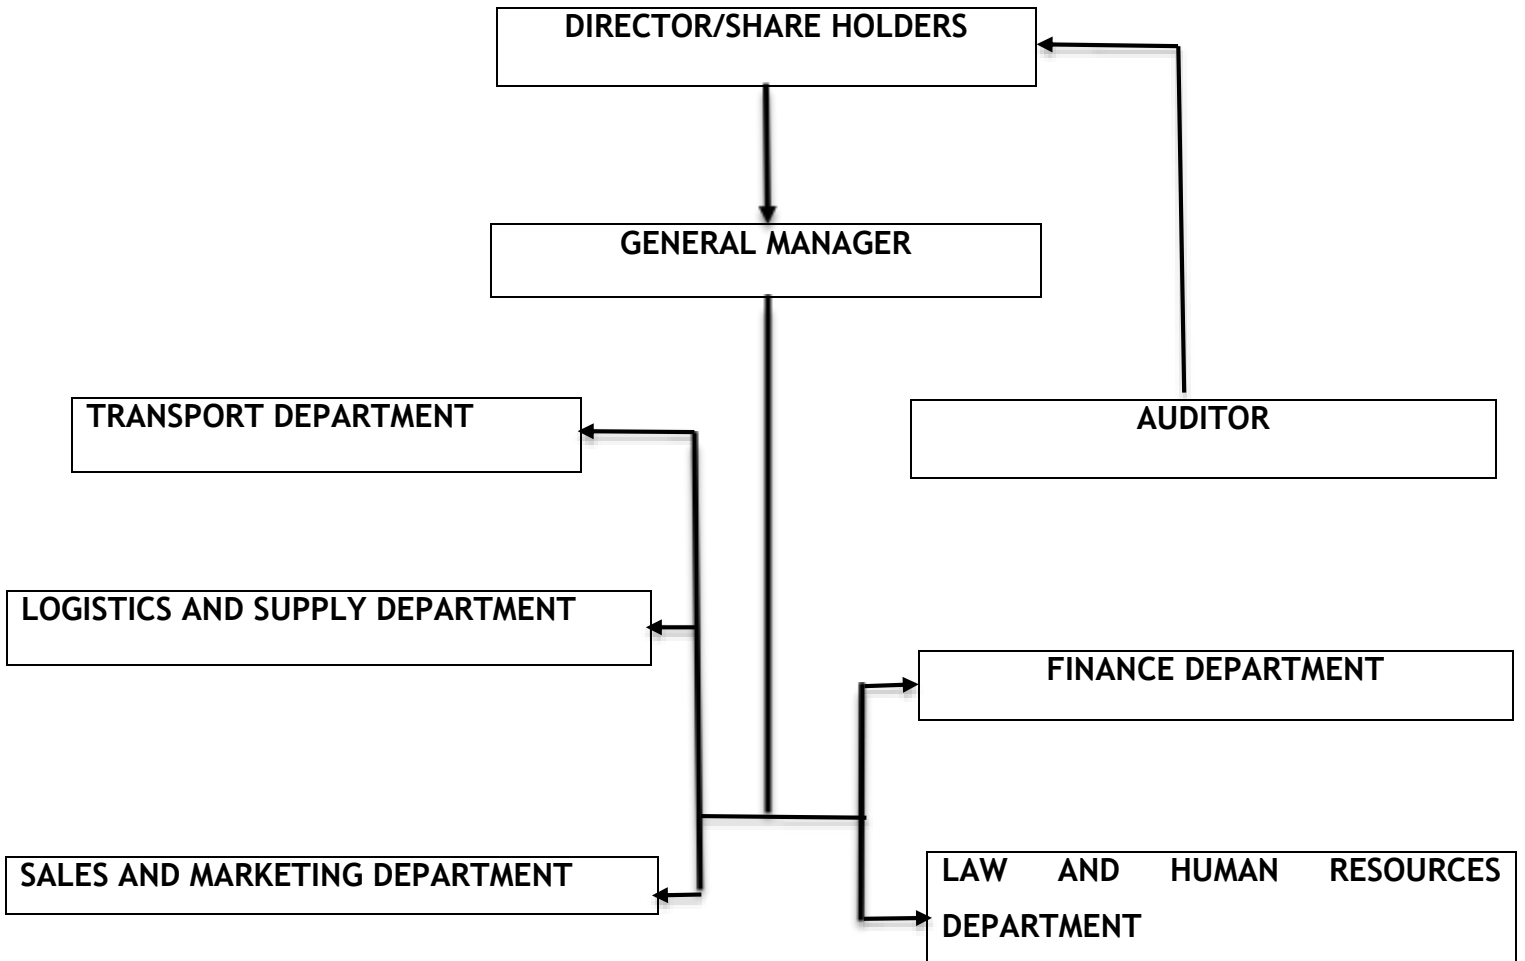 DIRECTOR/SHARE HOLDERS
GENERAL MANAGER
TRANSPORT DEPARTMENT
AUDITOR
LOGISTICS AND SUPPLY DEPARTMENT
FINANCE DEPARTMENT
SALES AND MARKETING DEPARTMENT
LAW AND HUMAN RESOURCES
DEPARTMENT